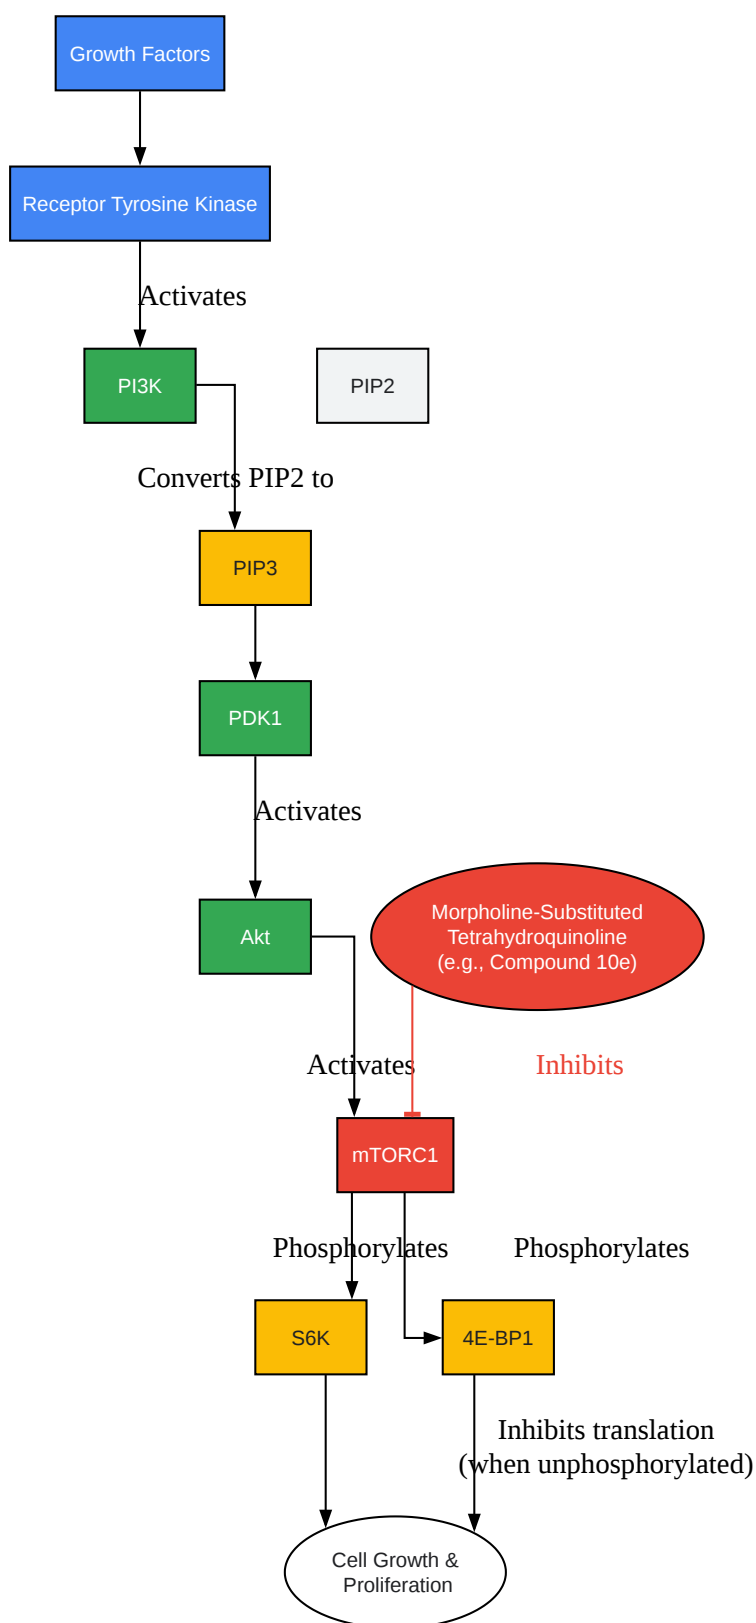 Growth Factors
Receptor Tyrosine Kinase
Activates
PI3K
PIP2
Converts PIP2 to
PIP3
PDK1
Activates
Akt
Morpholine-Substituted
Tetrahydroquinoline
(e.g., Compound 10e)
Activates
Inhibits
mTORC1
Phosphorylates
Phosphorylates
S6K
4E-BP1
Inhibits translation
(when unphosphorylated)
Cell Growth &
Proliferation